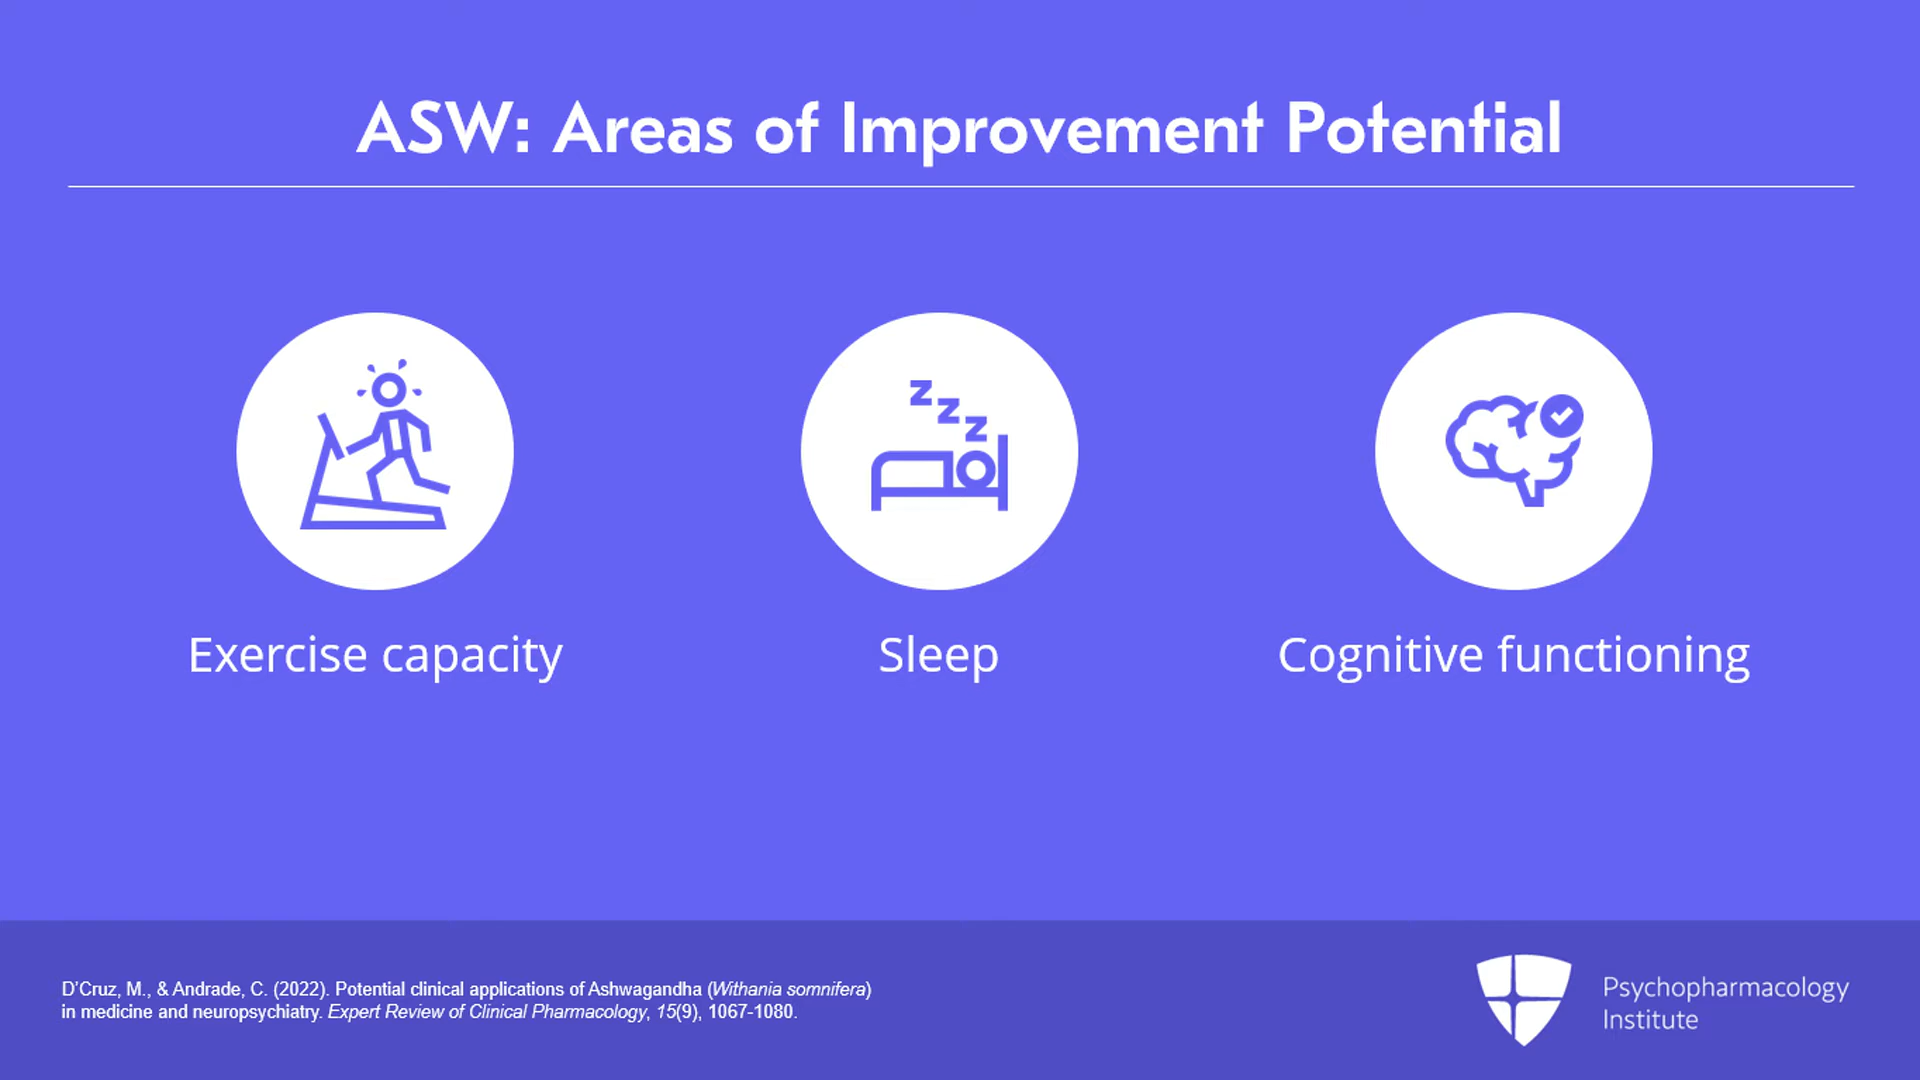 ASW: Areas of Improvement Potential
z z z
Exercise capacity
Sleep
Cognitive functioning
D'Cruz, M., & Andrade, C. (2022). Potential clinical applications of Ashwagandha (Withania somnifera)
in medicine and neuropsychiatry. Expert Review of Clinical Pharmacology, 15(9), 1067-1080.
Psychopharmacology
Institute